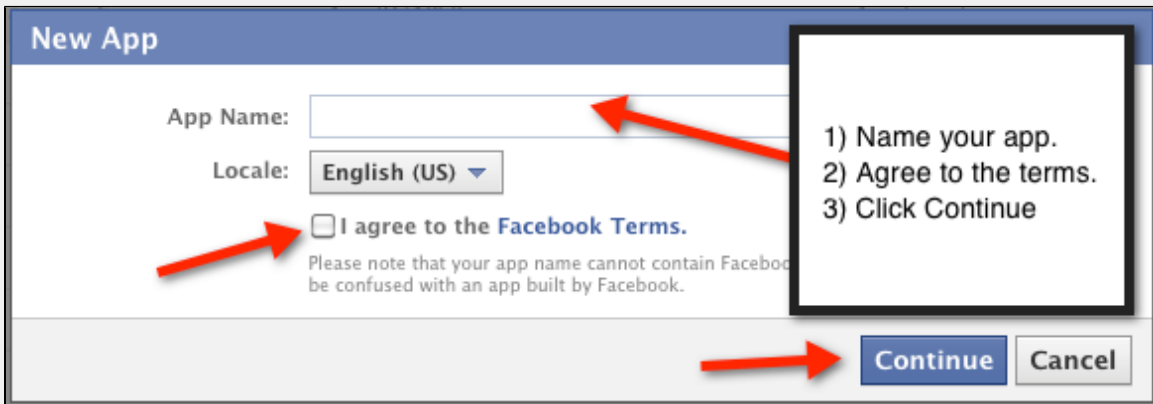 New App
App Name:
Locale: English (US)
I agree to the Facebook Terms.
Please note that your app name cannot contain
be confused with an app built by Facebook.
1) Name your app.
2) Agree to the terms.
3) Click Continue
Continue Cancel